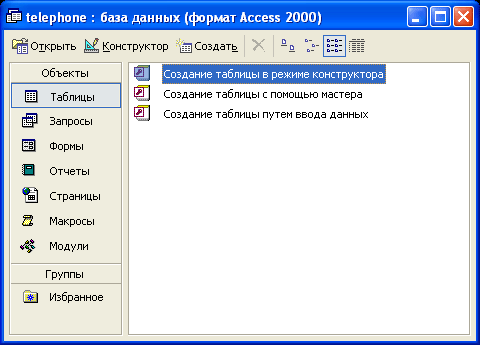 telephone : база данных (формат Access 2000)
Открыть Конструктор Создать
Объекты
Таблицы
Запросы
Формы
Отчеты
Страницы
Макросы
Модули
Группы
Избранное
Создание таблицы в режиме конструктора
Создание таблицы с помощью мастера
Создание таблицы путем ввода данных